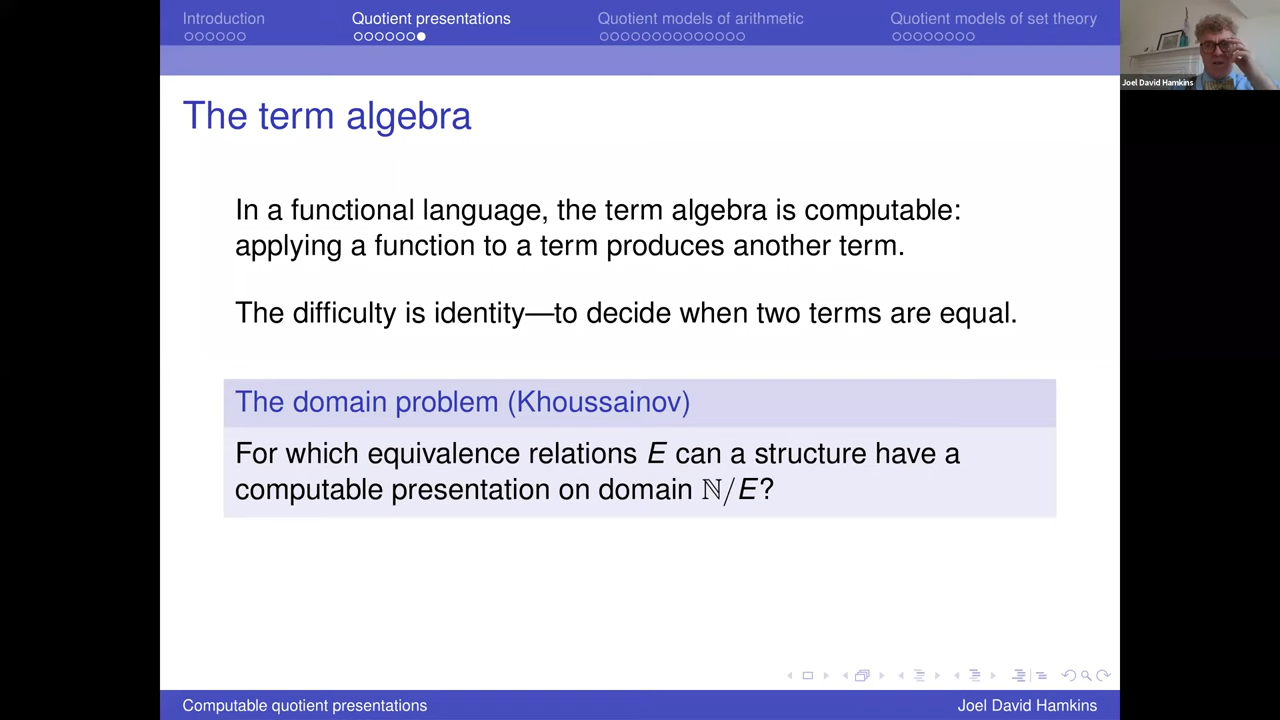 Introduction
Quotient presentations
Quotient models of arithmetic
Quotient models of set theory
Joel David Hamkins
The term algebra
In a functional language, the term algebra is computable:
applying a function to a term produces another term.
The difficulty is identity—to decide when two terms are equal.
The domain problem (Khoussainov)
For which equivalence relations E can a structure have a
computable presentation on domain ℕ/E?
Computable quotient presentations
Joel David Hamkins